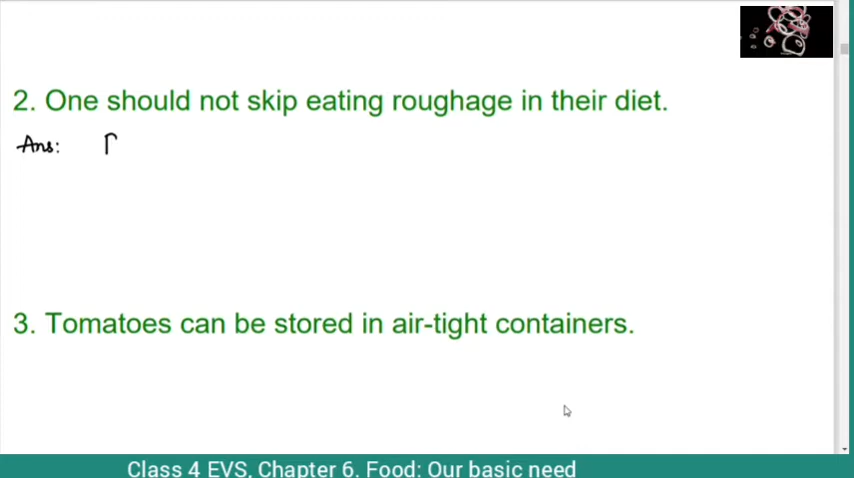 2. One should not skip eating roughage in their diet.
Ans:
3. Tomatoes can be stored in air-tight containers.
Class 4 EVS, Chapter 6. Food: Our basic need